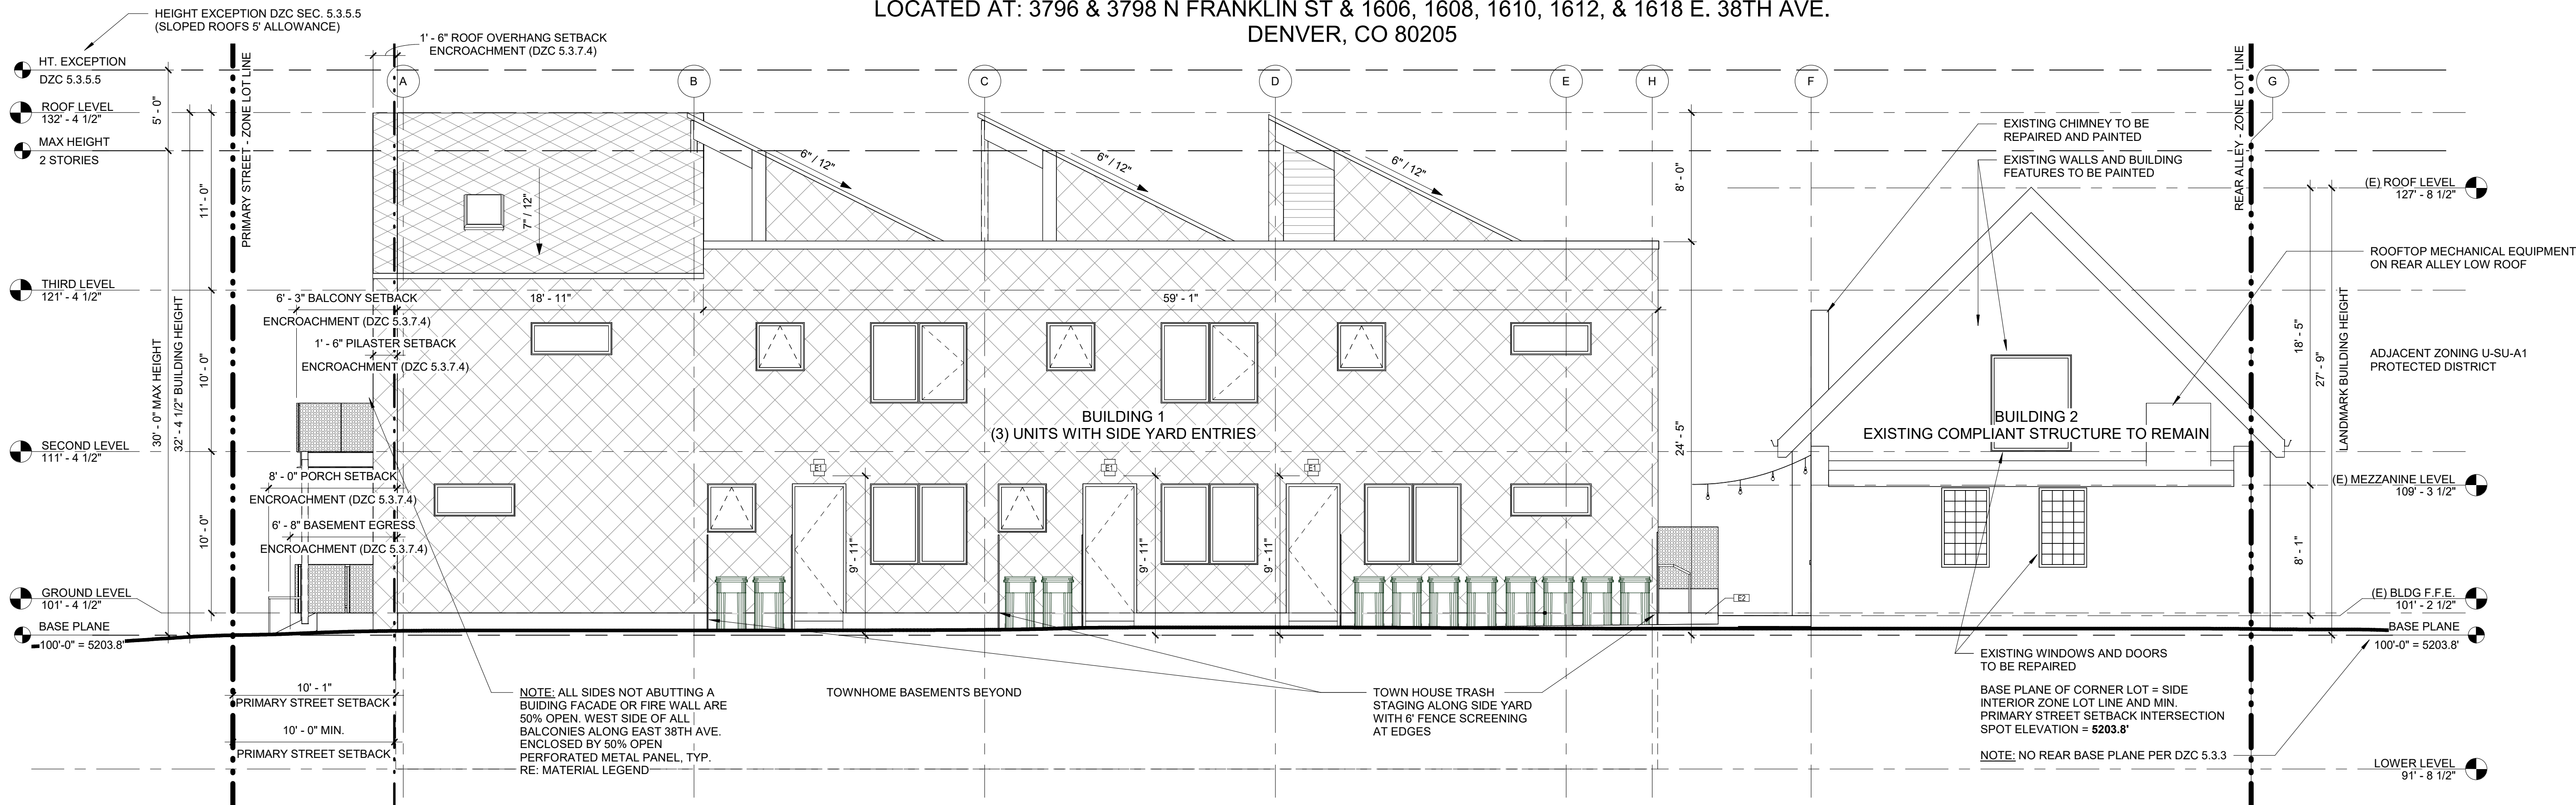 LOCATED AT: 3796 & 3798 N FRANKLIN ST & 1606, 1608, 1610, 1612, & 1618 E. 38TH AVE.
DENVER, CO 80205
HEIGHT EXCEPTION DZC SEC. 5.3.5.5
(SLOPED ROOFS 5' ALLOWANCE)
1' - 6" ROOF OVERHANG SETBACK
ENCROACHMENT (DZC 5.3.7.4)
HT. EXCEPTION
DZC 5.3.5.5
ROOF LEVEL
132' - 4 1/2"
MAX HEIGHT
2 STORIES
THIRD LEVEL
121' - 4 1/2"
SECOND LEVEL
111' - 4 1/2"
GROUND LEVEL
101' - 4 1/2"
BASE PLANE
100'-0" = 5203.8'
5' - 0"
30' - 0" MAX HEIGHT
32' - 4 1/2" BUILDING HEIGHT
11' - 0"
10' - 0"
10' - 0"
PRIMARY STREET - ZONE LOT LINE
A
B
C
D
E
H
F
G
7" / 12"
6" / 12"
6" / 12"
6" / 12"
6' - 3" BALCONY SETBACK
ENCROACHMENT (DZC 5.3.7.4)
1' - 6" PILASTER SETBACK
ENCROACHMENT (DZC 5.3.7.4)
8' - 0" PORCH SETBACK
ENCROACHMENT (DZC 5.3.7.4)
6' - 8" BASEMENT EGRESS
ENCROACHMENT (DZC 5.3.7.4)
18' - 11"
59' - 1"
BUILDING 1
(3) UNITS WITH SIDE YARD ENTRIES
E1
E1
E1
9' - 11"
9' - 11"
9' - 11"
8' - 0"
24' - 5"
E2
10' - 1"
PRIMARY STREET SETBACK
10' - 0" MIN.
PRIMARY STREET SETBACK
NOTE: ALL SIDES NOT ABUTTING A
BUIDING FACADE OR FIRE WALL ARE
50% OPEN. WEST SIDE OF ALL
BALCONIES ALONG EAST 38TH AVE.
ENCLOSED BY 50% OPEN
PERFORATED METAL PANEL, TYP.
RE: MATERIAL LEGEND
TOWNHOME BASEMENTS BEYOND
TOWN HOUSE TRASH
STAGING ALONG SIDE YARD
WITH 6' FENCE SCREENING
AT EDGES
EXISTING CHIMNEY TO BE
REPAIRED AND PAINTED
EXISTING WALLS AND BUILDING
FEATURES TO BE PAINTED
BUILDING 2
EXISTING COMPLIANT STRUCTURE TO REMAIN
REAR ALLEY - ZONE LOT LINE
(E) ROOF LEVEL
127' - 8 1/2"
ROOFTOP MECHANICAL EQUIPMENT
ON REAR ALLEY LOW ROOF
18' - 5"
27' - 9"
LANDMARK BUILDING HEIGHT
8' - 1"
ADJACENT ZONING U-SU-A1
PROTECTED DISTRICT
(E) MEZZANINE LEVEL
109' - 3 1/2"
(E) BLDG F.F.E.
101' - 2 1/2"
BASE PLANE
100'-0" = 5203.8'
EXISTING WINDOWS AND DOORS
TO BE REPAIRED
BASE PLANE OF CORNER LOT = SIDE
INTERIOR ZONE LOT LINE AND MIN.
PRIMARY STREET SETBACK INTERSECTION
SPOT ELEVATION = 5203.8'
NOTE: NO REAR BASE PLANE PER DZC 5.3.3
LOWER LEVEL
91' - 8 1/2"